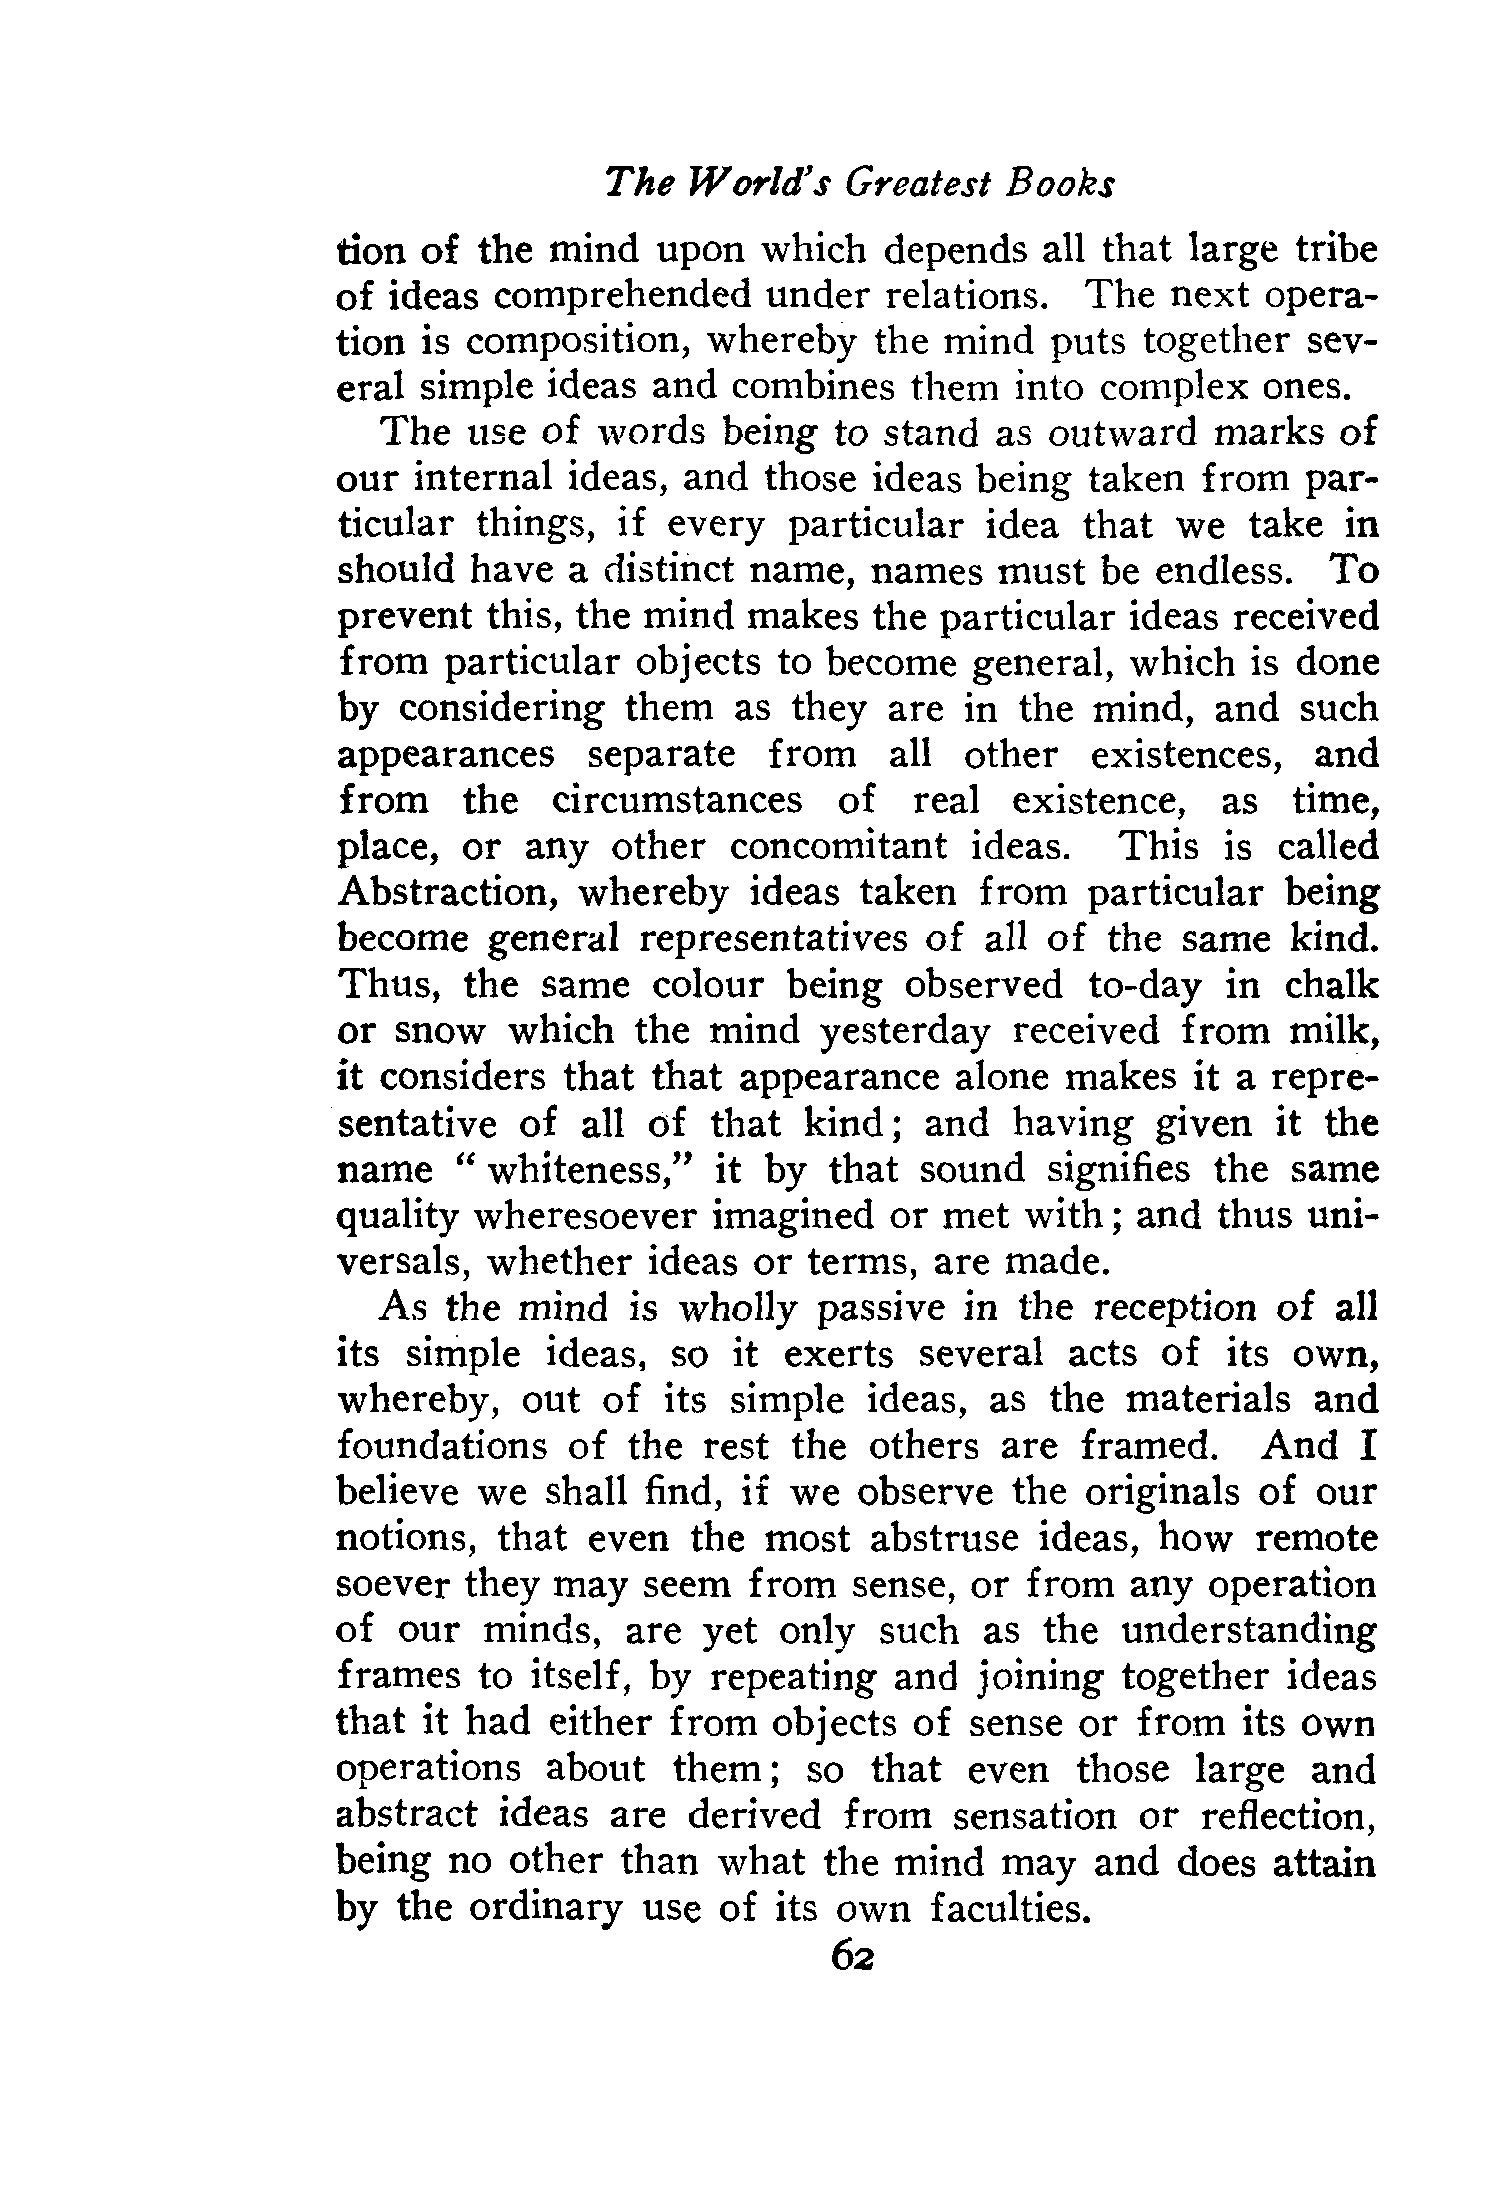 The World's Greatest Books
tion of the mind upon which depends all that large tribe
of ideas comprehended under relations. The next opera-
tion is composition, whereby the mind puts together sev-
eral simple ideas and combines them into complex ones.
The use of words being to stand as outward marks of
our internal ideas, and those ideas being taken from par-
ticular things, if every particular idea that we take in
should have a distinct name, names must be endless. To
prevent this, the mind makes the particular ideas received
from particular objects to become general, which is done
by considering them as they are in the mind, and such
appearances separate from all other existences, and
from the circumstances of real existence, as time,
place, or any other concomitant ideas. This is called
Abstraction, whereby ideas taken from particular being
become general representatives of all of the same kind.
Thus, the same colour being observed to-day in chalk
or snow which the mind yesterday received from milk,
it considers that that appearance alone makes it a repre-
sentative of all of that kind; and having given it the
name "whiteness," it by that sound signifies the same
quality wheresoever imagined or met with; and thus uni-
versals, whether ideas or terms, are made.
As the mind is wholly passive in the reception of all
its simple ideas, so it exerts several acts of its own,
whereby, out of its simple ideas, as the materials and
foundations of the rest the others are framed. And I
believe we shall find, if we observe the originals of our
notions, that even the most abstruse ideas, how remote
soever they may seem from sense, or from any operation
of our minds, are yet only such as the understanding
frames to itself, by repeating and joining together ideas
that it had either from objects of sense or from its own
operations about them; so that even those large and
abstract ideas are derived from sensation or reflection,
being no other than what the mind may and does attain
by the ordinary use of its own faculties.
62